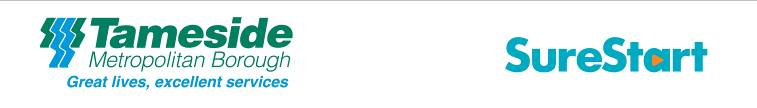 Tameside
Metropolitan Borough
Great lives, excellent services
SureStart